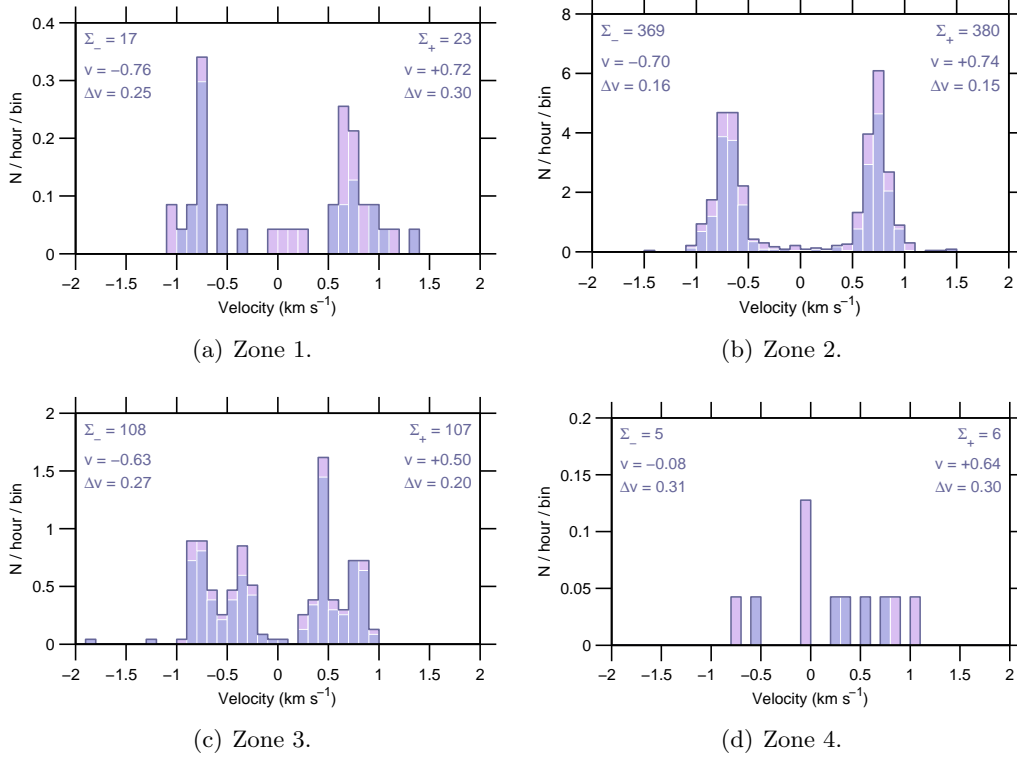 0.4
0.3
0.2
0.1
0
N / hour / bin
Σ₋ = 17
v = −0.76
Δv = 0.25
Σ₊ = 23
v = +0.72
Δv = 0.30
−2 −1.5 −1 −0.5 0 0.5 1 1.5 2
Velocity (km s⁻¹)
(a) Zone 1.
8
6
4
2
0
N / hour / bin
Σ₋ = 369
v = −0.70
Δv = 0.16
Σ₊ = 380
v = +0.74
Δv = 0.15
−2 −1.5 −1 −0.5 0 0.5 1 1.5 2
Velocity (km s⁻¹)
(b) Zone 2.
2
1.5
1
0.5
0
N / hour / bin
Σ₋ = 108
v = −0.63
Δv = 0.27
Σ₊ = 107
v = +0.50
Δv = 0.20
−2 −1.5 −1 −0.5 0 0.5 1 1.5 2
Velocity (km s⁻¹)
(c) Zone 3.
0.2
0.15
0.1
0.05
0
N / hour / bin
Σ₋ = 5
v = −0.08
Δv = 0.31
Σ₊ = 6
v = +0.64
Δv = 0.30
−2 −1.5 −1 −0.5 0 0.5 1 1.5 2
Velocity (km s⁻¹)
(d) Zone 4.